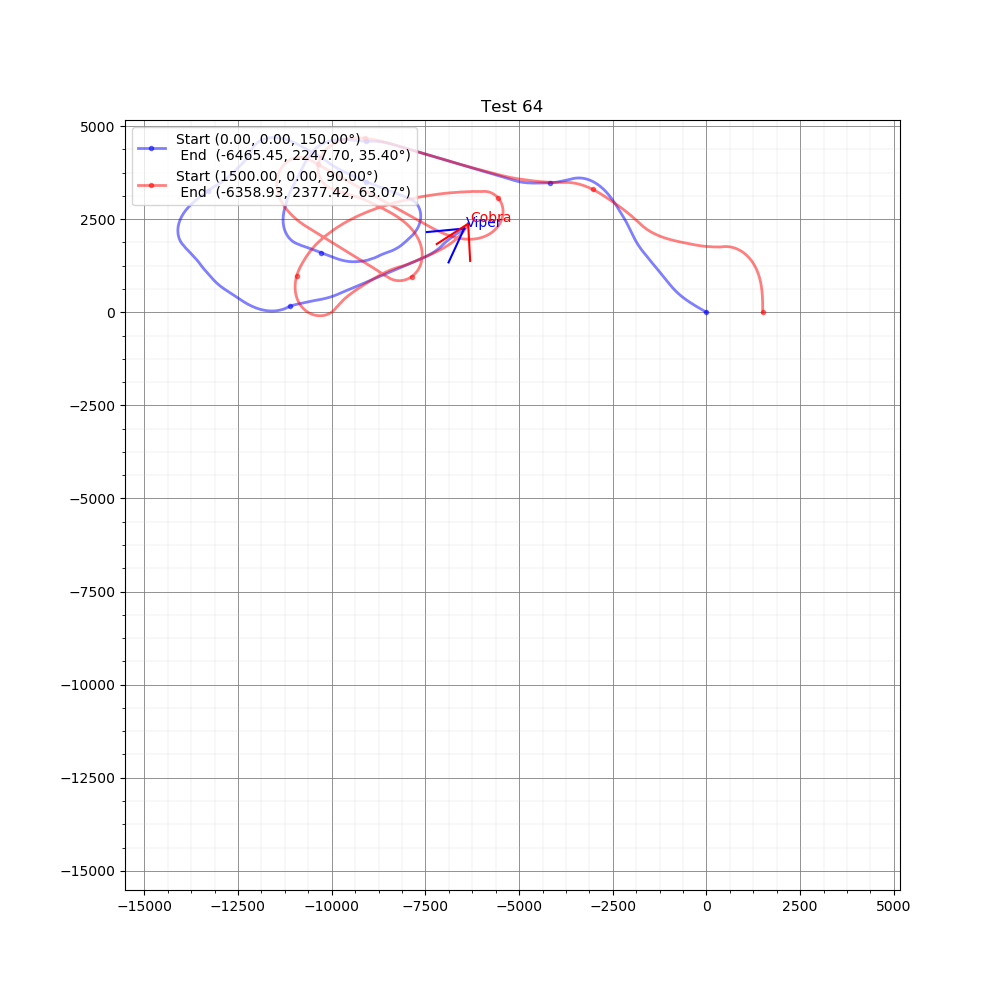 Test 64
Start (0.00, 0.00, 150.00°)
End (-6465.45, 2247.70, 35.40°)
Start (1500.00, 0.00, 90.00°)
End (-6358.93, 2377.42, 63.07°)
Cobra
Viper
5000
2500
0
−2500
−5000
−7500
−10000
−12500
−15000
−15000 −12500 −10000 −7500 −5000 −2500 0 2500 5000